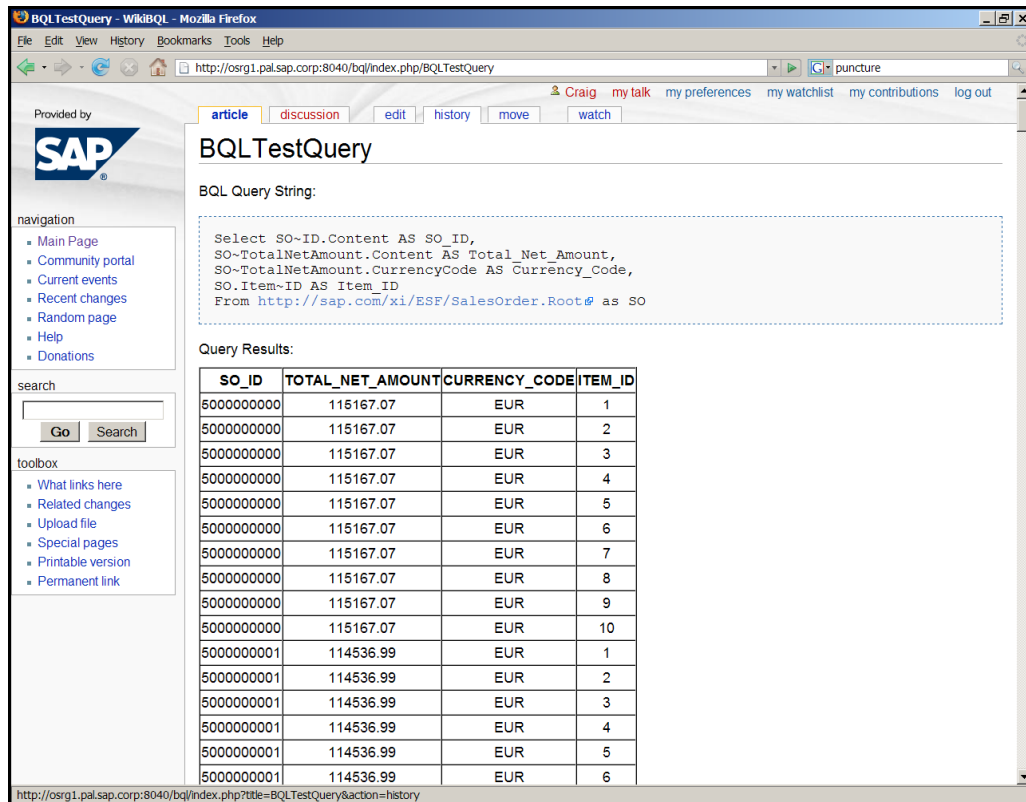 BQLTestQuery - WikiBQL - Mozilla Firefox
File Edit View History Bookmarks Tools Help
http://osrg1.pal.sap.corp:8040/bql/index.php/BQLTestQuery
G puncture
Craig my talk my preferences my watchlist my contributions log out
Provided by
SAP
®
article discussion edit history move watch
BQLTestQuery
BQL Query String:
Select SO~ID.Content AS SO_ID,
SO~TotalNetAmount.Content AS Total_Net_Amount,
SO~TotalNetAmount.CurrencyCode AS Currency_Code,
SO.Item~ID AS Item_ID
From http://sap.com/xi/ESF/SalesOrder.Root as SO
navigation
Main Page
Community portal
Current events
Recent changes
Random page
Help
Donations
search
Go Search
toolbox
What links here
Related changes
Upload file
Special pages
Printable version
Permanent link
Query Results:
SO_ID TOTAL_NET_AMOUNT CURRENCY_CODE ITEM_ID
5000000000 115167.07 EUR 1
5000000000 115167.07 EUR 2
5000000000 115167.07 EUR 3
5000000000 115167.07 EUR 4
5000000000 115167.07 EUR 5
5000000000 115167.07 EUR 6
5000000000 115167.07 EUR 7
5000000000 115167.07 EUR 8
5000000000 115167.07 EUR 9
5000000000 115167.07 EUR 10
5000000001 114536.99 EUR 1
5000000001 114536.99 EUR 2
5000000001 114536.99 EUR 3
5000000001 114536.99 EUR 4
5000000001 114536.99 EUR 5
5000000001 114536.99 EUR 6
http://osrg1.pal.sap.corp:8040/bql/index.php?title=BQLTestQuery&action=history